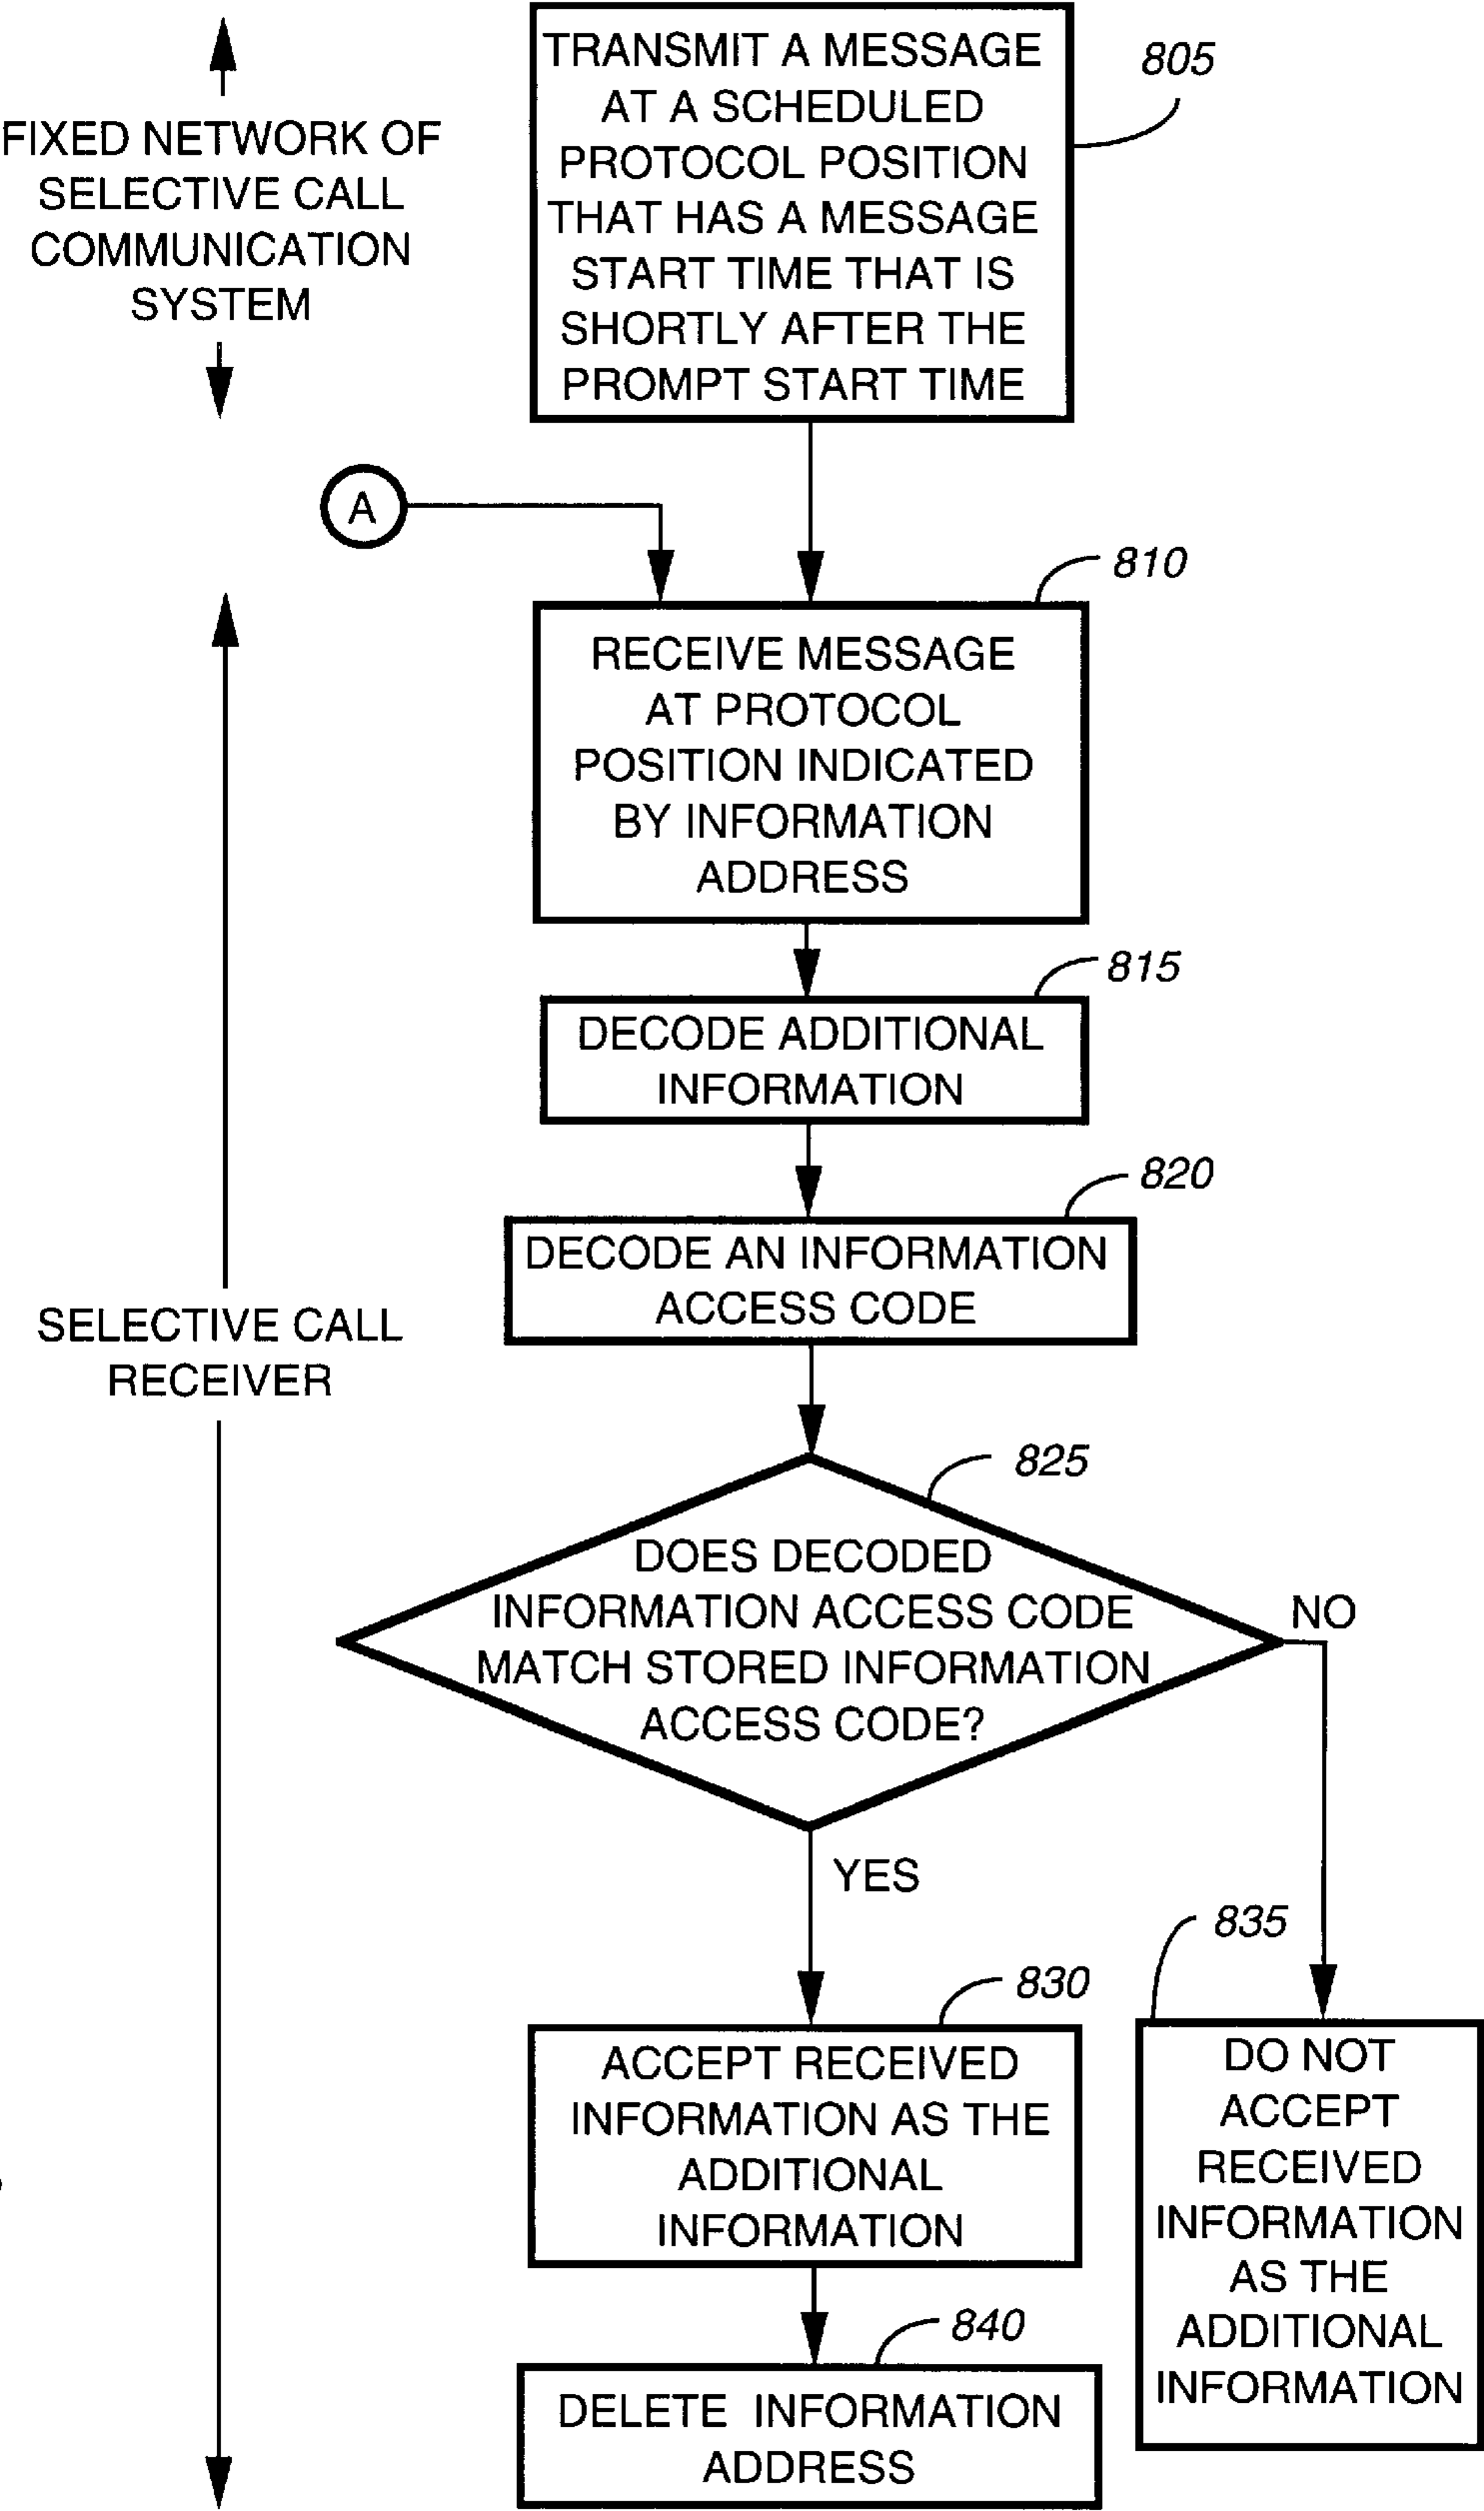 TRANSMIT A MESSAGE
AT A SCHEDULED
PROTOCOL POSITION
THAT HAS A MESSAGE
START TIME THAT IS
SHORTLY AFTER THE
PROMPT START TIME
805
FIXED NETWORK OF
SELECTIVE CALL
COMMUNICATION
SYSTEM
A
810
RECEIVE MESSAGE
AT PROTOCOL
POSITION INDICATED
BY INFORMATION
ADDRESS
815
DECODE ADDITIONAL
INFORMATION
820
DECODE AN INFORMATION
ACCESS CODE
SELECTIVE CALL
RECEIVER
825
DOES DECODED
INFORMATION ACCESS CODE
MATCH STORED INFORMATION
ACCESS CODE?
NO
YES
830
ACCEPT RECEIVED
INFORMATION AS THE
ADDITIONAL
INFORMATION
835
DO NOT
ACCEPT
RECEIVED
INFORMATION
AS THE
ADDITIONAL
INFORMATION
840
DELETE INFORMATION
ADDRESS